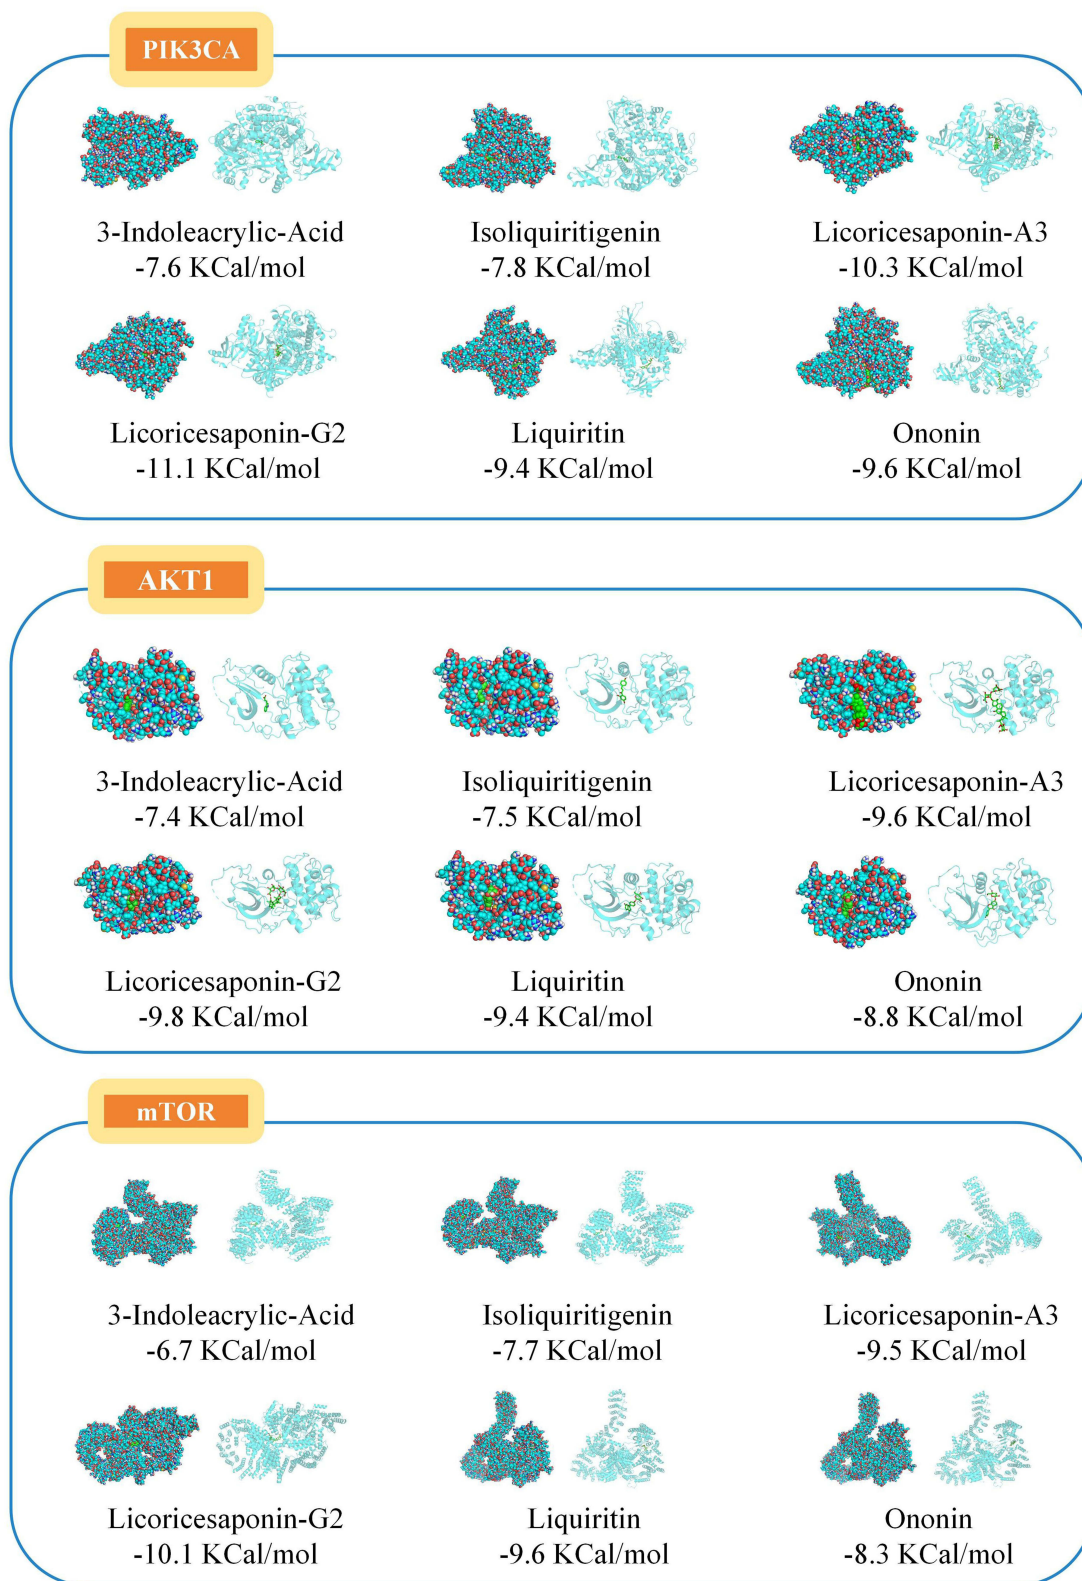 PIK3CA
3-Indoleacrylic-Acid
-7.6 KCal/mol
Isoliquiritigenin
-7.8 KCal/mol
Licoricesaponin-A3
-10.3 KCal/mol
Licoricesaponin-G2
-11.1 KCal/mol
Liquiritin
-9.4 KCal/mol
Ononin
-9.6 KCal/mol
AKT1
3-Indoleacrylic-Acid
-7.4 KCal/mol
Isoliquiritigenin
-7.5 KCal/mol
Licoricesaponin-A3
-9.6 KCal/mol
Licoricesaponin-G2
-9.8 KCal/mol
Liquiritin
-9.4 KCal/mol
Ononin
-8.8 KCal/mol
mTOR
3-Indoleacrylic-Acid
-6.7 KCal/mol
Isoliquiritigenin
-7.7 KCal/mol
Licoricesaponin-A3
-9.5 KCal/mol
Licoricesaponin-G2
-10.1 KCal/mol
Liquiritin
-9.6 KCal/mol
Ononin
-8.3 KCal/mol